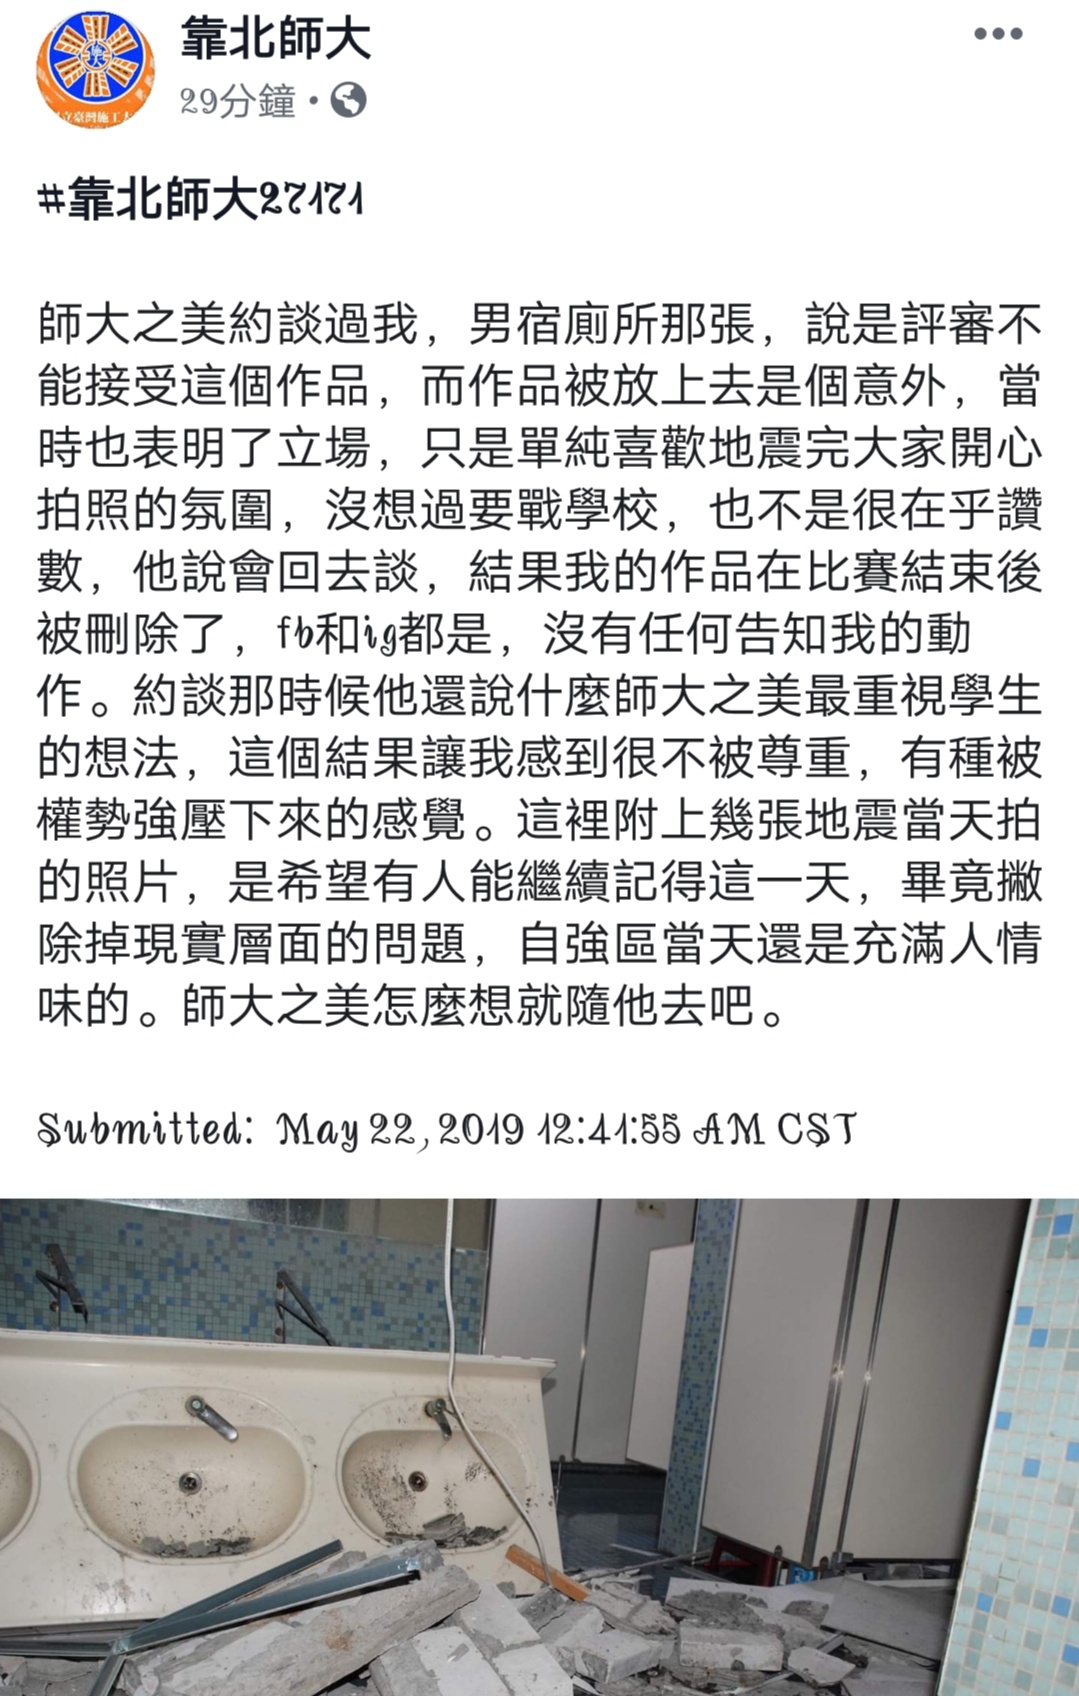 靠北師大
29分鐘
#靠北師大27171
師大之美約談過我，男宿廁所那張，說是評審不
能接受這個作品，而作品被放上去是個意外，當
時也表明了立場，只是單純喜歡地震完大家開心
拍照的氛圍，沒想過要戰學校，也不是很在乎讚
數，他說會回去談，結果我的作品在比賽結束後
被刪除了，fb和ig都是，沒有任何告知我的動
作。約談那時候他還說什麼師大之美最重視學生
的想法，這個結果讓我感到很不被尊重，有種被
權勢強壓下來的感覺。這裡附上幾張地震當天拍
的照片，是希望有人能繼續記得這一天，畢竟撇
除掉現實層面的問題，自強區當天還是充滿人情
味的。師大之美怎麼想就隨他去吧。
Submitted: May 22, 2019 12:41:55 AM CST